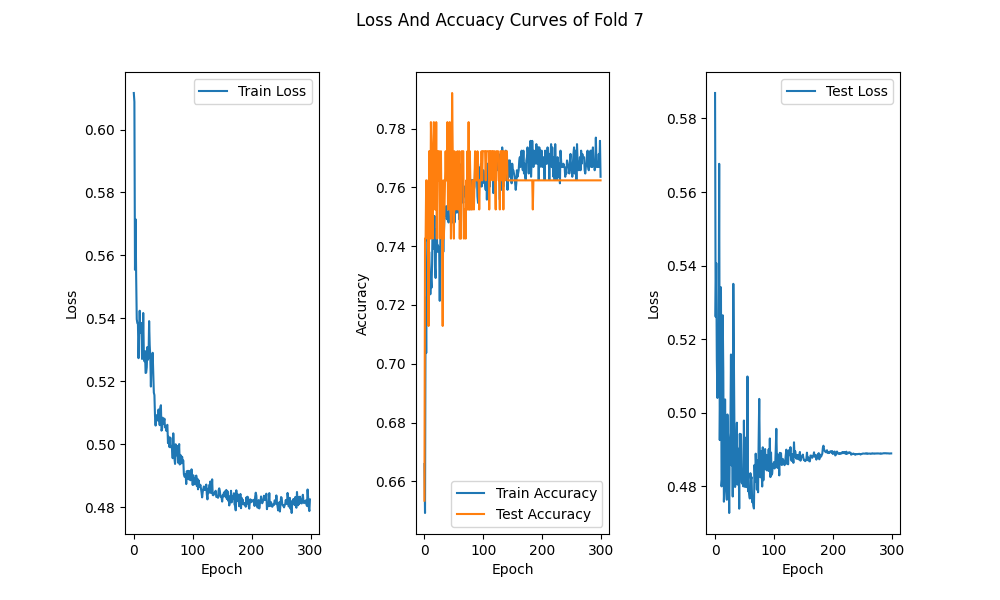 Loss And Accuacy Curves of Fold 7
Train Loss
0.60
0.58
0.56
0.54
0.52
0.50
0.48
Loss
0
100
200
300
Epoch
0.78
0.76
0.74
0.72
0.70
0.68
0.66
Accuracy
Train Accuracy
Test Accuracy
0
100
200
300
Epoch
Test Loss
0.58
0.56
0.54
0.52
0.50
0.48
Loss
0
100
200
300
Epoch